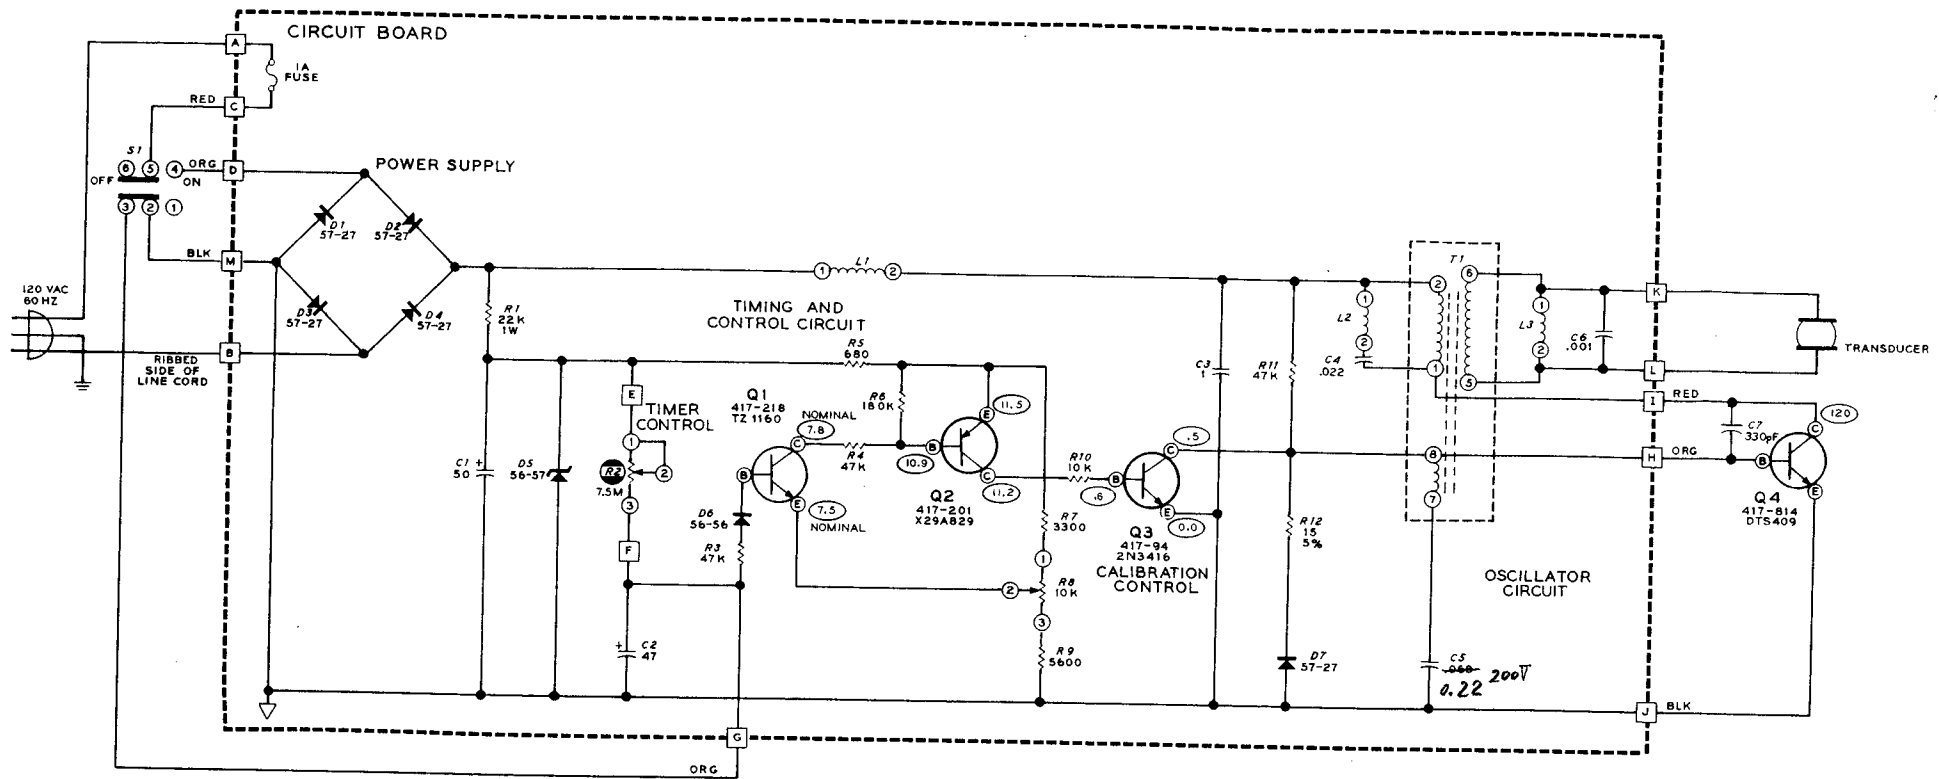 CIRCUIT BOARD
A
1A
FUSE
RED
C
S1
6 5 4
ORG
D
OFF
ON
3 2 1
POWER SUPPLY
D1
57-27
D2
57-27
BLK
M
120 VAC
60 HZ
D3
57-27
D4
57-27
B
RIBBED
SIDE OF
LINE CORD
R1
22K
1W
1 L1 2
TIMING AND
CONTROL CIRCUIT
R5
680
E
TIMER
CONTROL
1
R2
2
7.5M
3
F
C1 +
50
D5
56-57
Q1
417-218
TZ 1160
NOMINAL
7.8
C
B
E
7.5
NOMINAL
D6
56-56
R3
47K
R4
47K
R6
180K
B
10.9
E
11.5
C
11.2
Q2
417-201
X29A829
+ C2
47
R7
3300
1
2
R8
10K
3
R9
5600
R10
10K
B
.6
C
.5
E
0.0
Q3
417-94
2N3416
CALIBRATION
CONTROL
C3
1
R11
47K
R12
15
5%
D7
57-27
1
L2
2
C4
.022
T1
2
6
1
5
8
7
1
L3
2
C6
.001
K
TRANSDUCER
L
I
RED
C
120
C7
330pF
H
ORG
B
E
Q4
417-814
DTS409
OSCILLATOR
CIRCUIT
C5
.068
0.22 200V
J
BLK
G
ORG